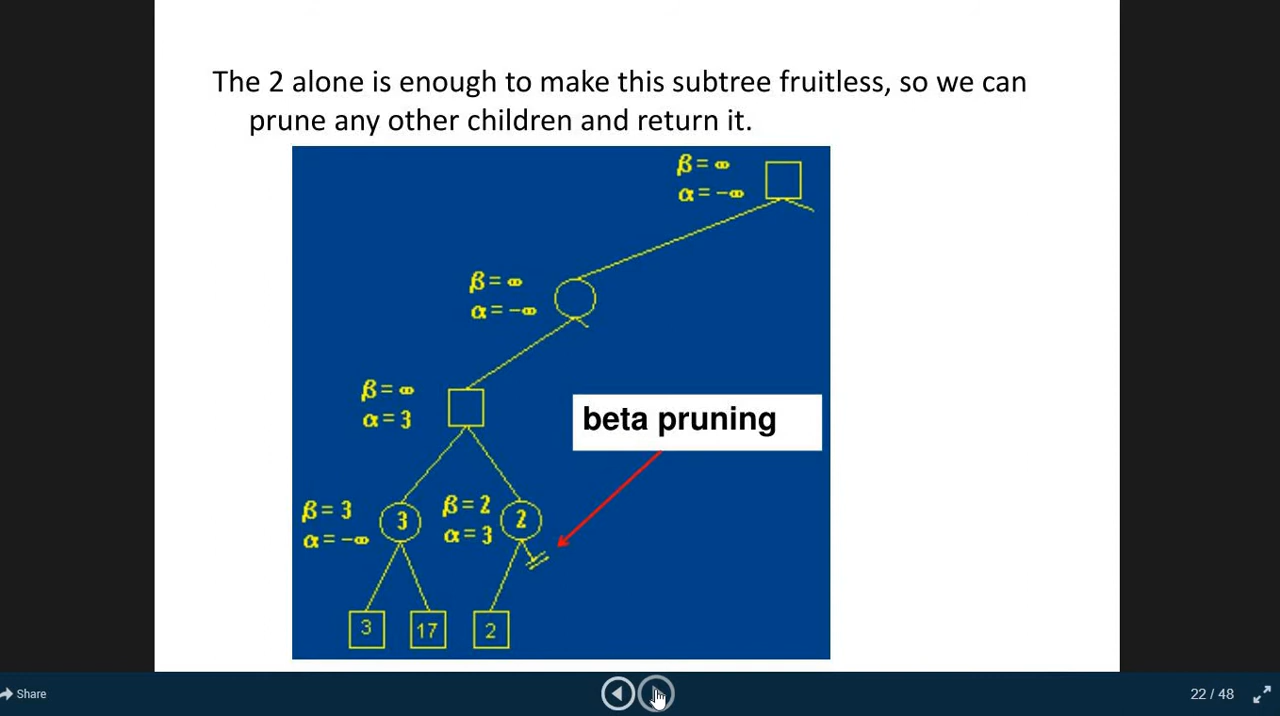 The 2 alone is enough to make this subtree fruitless, so we can
prune any other children and return it.
β = ∞
α = -∞
β = ∞
α = -∞
β = ∞
α = 3
beta pruning
β = 3
α = -∞
3
β = 2
α = 3
2
3
17
2
Share
22 / 48